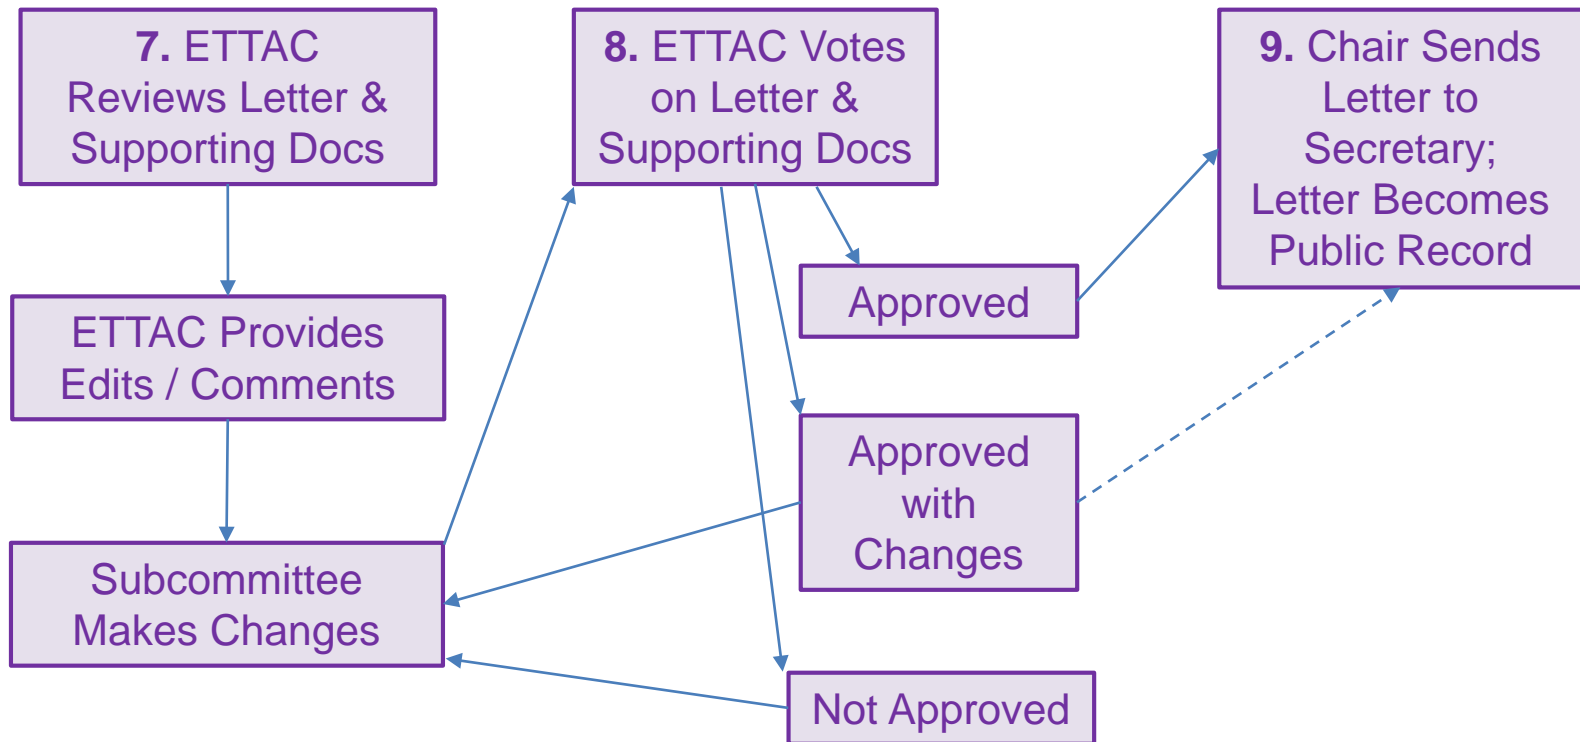 7. ETTAC
Reviews Letter &
Supporting Docs
ETTAC Provides
Edits / Comments
Subcommittee
Makes Changes
8. ETTAC Votes
on Letter &
Supporting Docs
Approved
Approved
with
Changes
Not Approved
9. Chair Sends
Letter to
Secretary;
Letter Becomes
Public Record